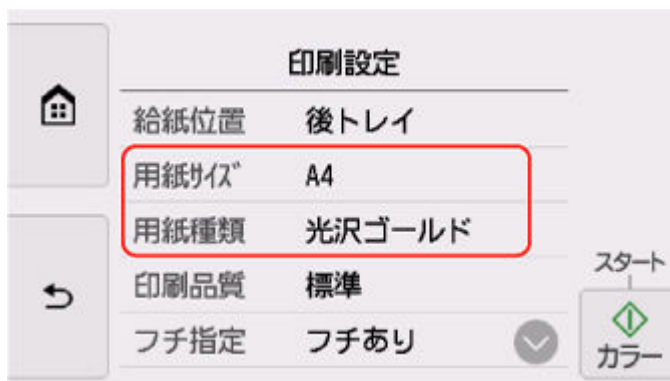 印刷設定
給紙位置 後トレイ
用紙ｻｲｽﾞ A4
用紙種類 光沢ゴールド
印刷品質 標準
フチ指定 フチあり
スタート
カラー